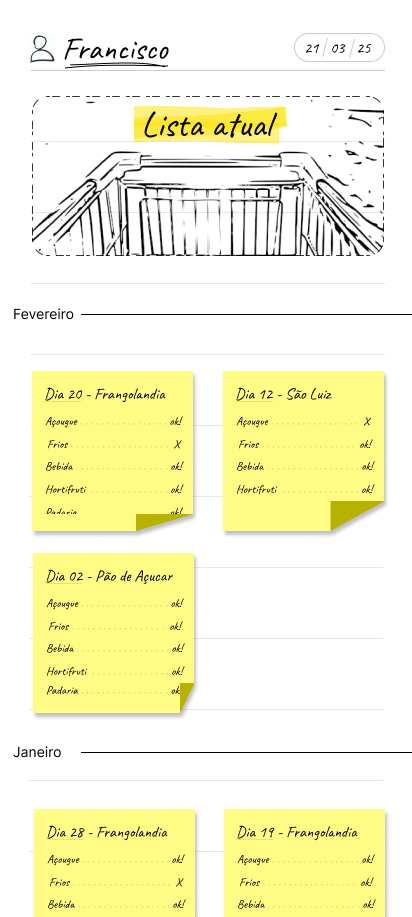 Francisco
21 / 03 / 25
Lista atual
Fevereiro
Dia 20 - Frangolandia
Açougue ok!
Frios X
Bebida ok!
Hortifruti ok!
Padaria ok!
Dia 12 - São Luiz
Açougue X
Frios ok!
Bebida ok!
Hortifruti ok!
Dia 02 - Pão de Açucar
Açougue ok!
Frios ok!
Bebida ok!
Hortifruti ok!
Padaria ok
Janeiro
Dia 28 - Frangolandia
Açougue ok!
Frios X
Bebida ok!
Dia 19 - Frangolandia
Açougue ok!
Frios ok!
Bebida ok!